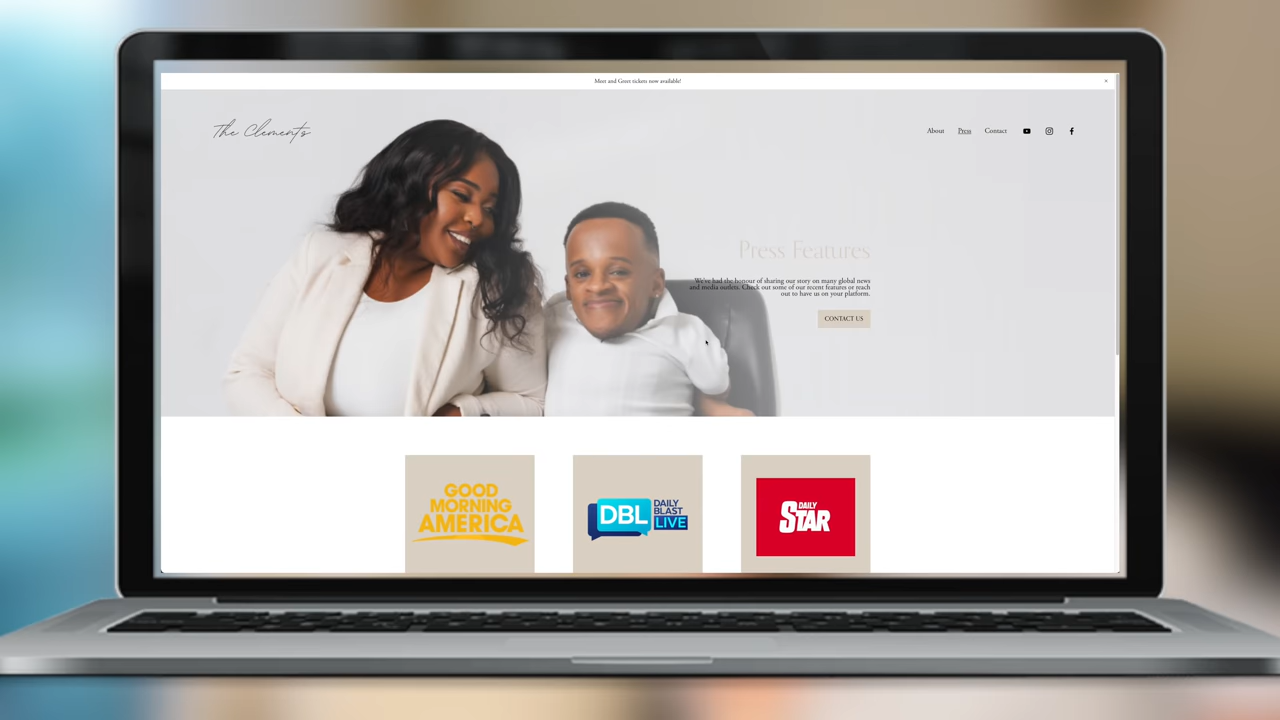 Meet and Greet tickets now available!
×
The Clements
About Press Contact
Press Features
We've had the honour of sharing our story on many global news
and media outlets. Check out some of our recent features or reach
out to have us on your platform.
CONTACT US
GOOD
MORNING
AMERICA
DBL DAILY
BLAST
LIVE
DAILY
STAR